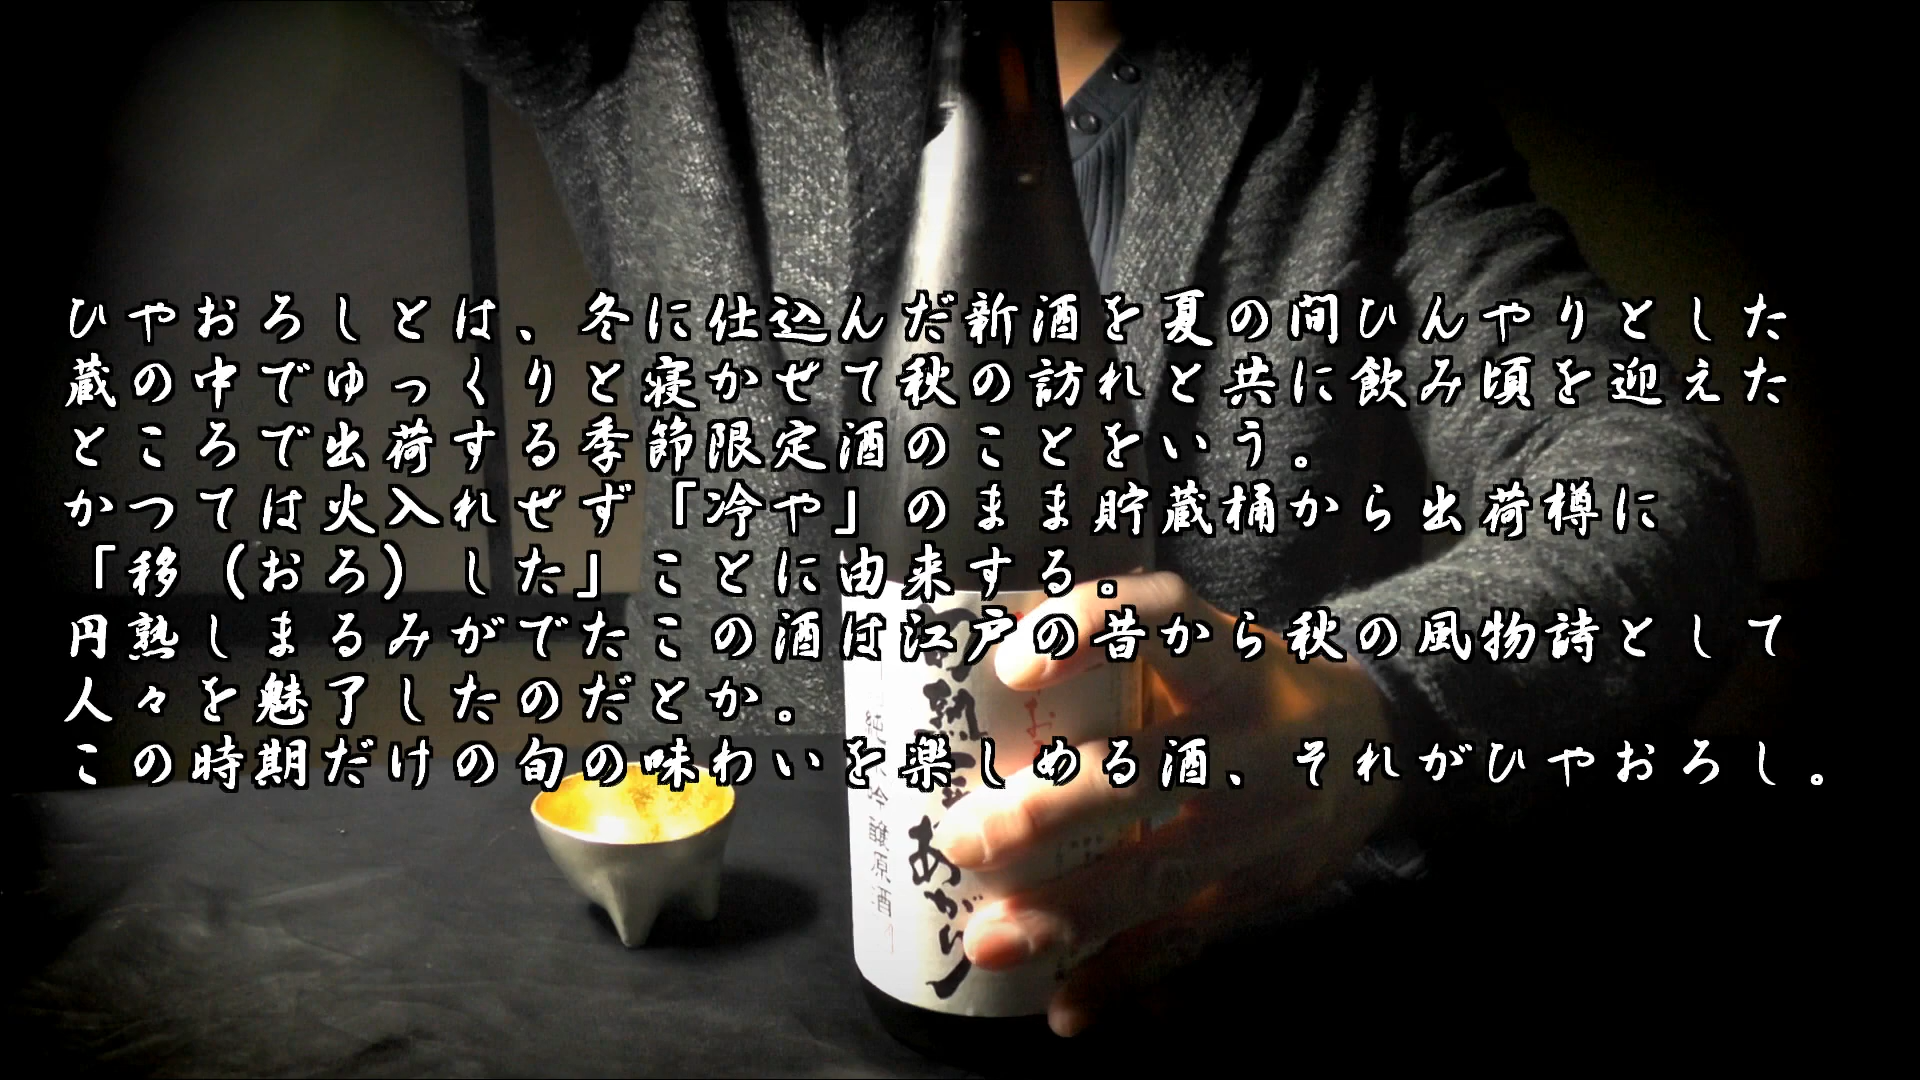 ひやおろしとは、冬に仕込んだ新酒を夏の間ひんやりとした
蔵の中でゆっくりと寝かせて秋の訪れと共に飲み頃を迎えた
ところで出荷する季節限定酒のことをいう。
かつては火入れせず「冷や」のまま貯蔵桶から出荷樽に
「移（おろ）した」ことに由来する。
円熟しまるみがでたこの酒は江戸の昔から秋の風物詩として
人々を魅了したのだとか。
この時期だけの旬の味わいを楽しめる酒、それがひやおろし。
あがり
吟醸原酒